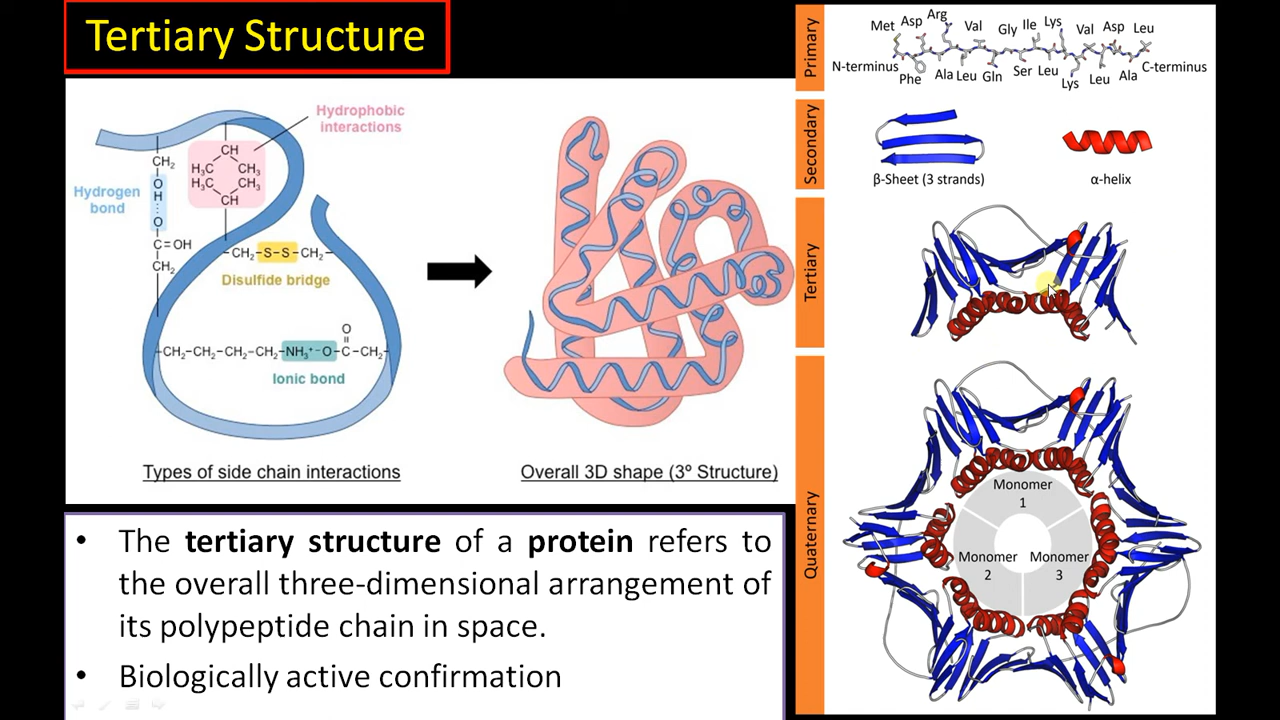 Tertiary Structure
Hydrophobic
interactions
Hydrogen
bond
CH₂
O
H
O
C=OH
CH₂
CH
H₃C CH₃
H₃C CH₃
CH
–CH₂–S–S–CH₂–
Disulfide bridge
O
–CH₂–CH₂–CH₂–CH₂–NH₃⁺ –O–C–CH₂–
Ionic bond
Types of side chain interactions
Overall 3D shape (3º Structure)
• The tertiary structure of a protein refers to
the overall three-dimensional arrangement of
its polypeptide chain in space.
• Biologically active confirmation
Primary
Met Asp Arg Val Gly Ile Lys Val Asp Leu
N-terminus C-terminus
Phe Ala Leu Gln Ser Leu Lys Leu Ala
Secondary
β-Sheet (3 strands)
α-helix
Tertiary
Quaternary
Monomer
1
Monomer
2
Monomer
3